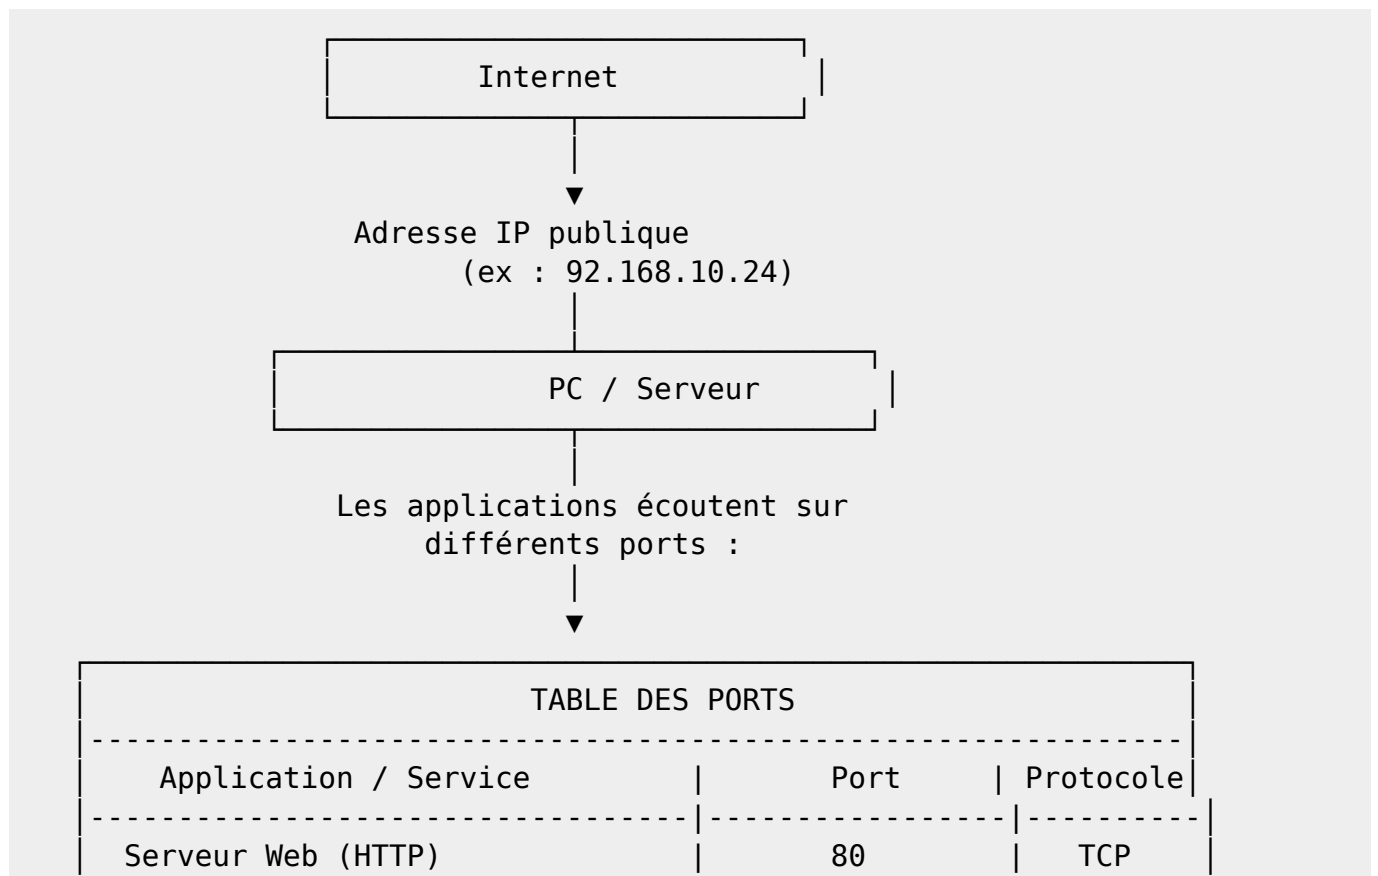 Internet
Adresse IP publique
(ex : 92.168.10.24)
PC / Serveur
Les applications écoutent sur
différents ports :
TABLE DES PORTS
Application / Service | Port | Protocole
Serveur Web (HTTP) | 80 | TCP